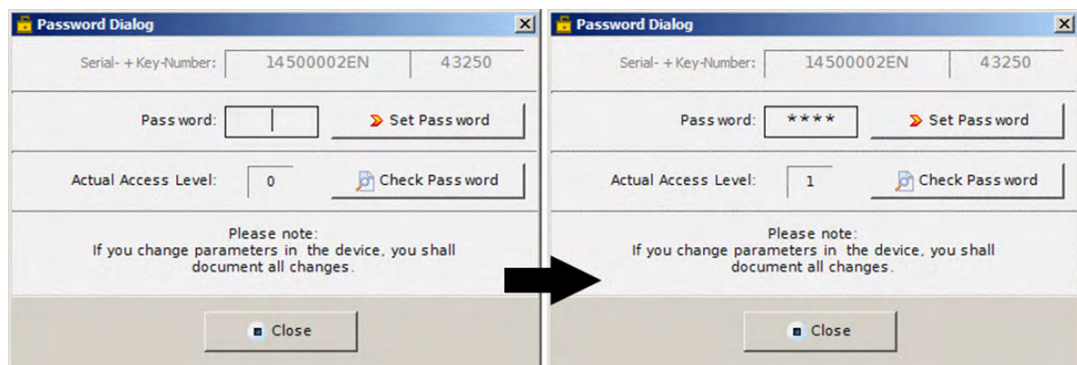 Password Dialog
Serial- + Key-Number: 14500002EN 43250
Password: Set Password
Actual Access Level: 0 Check Password
Please note:
If you change parameters in the device, you shall
document all changes.
Close
Password Dialog
Serial- + Key-Number: 14500002EN 43250
Password: **** Set Password
Actual Access Level: 1 Check Password
Please note:
If you change parameters in the device, you shall
document all changes.
Close